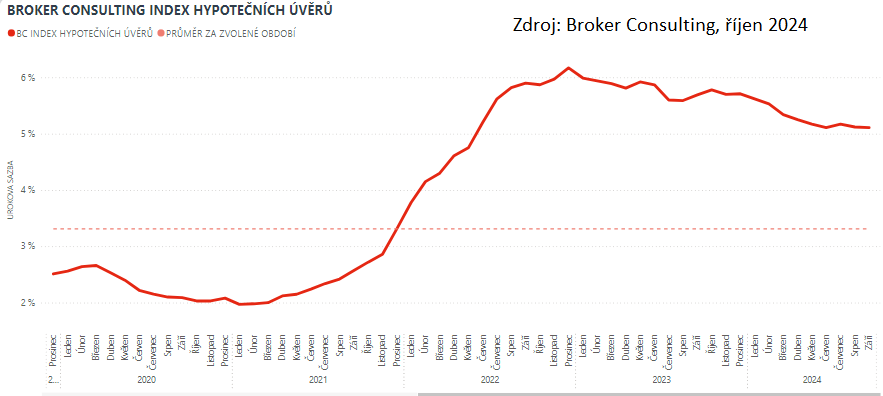 BROKER CONSULTING INDEX HYPOTEČNÍCH ÚVĚRŮ
Zdroj: Broker Consulting, říjen 2024
BC INDEX HYPOTEČNÍCH ÚVĚRŮ PRŮMĚR ZA ZVOLENÉ OBDOBÍ
6 %
5 %
4 %
3 %
2 %
ÚROKOVÁ SAZBA
Prosinec Leden Únor Březen Duben Květen Červen Červenec Srpen Září Říjen Listopad Prosinec Leden Únor Březen Duben Květen Červen Červenec Srpen Září Říjen Listopad Prosinec Leden Únor Březen Duben Květen Červen Červenec Srpen Září Říjen Listopad Prosinec Leden Únor Březen Duben Květen Červen Červenec Srpen Září Říjen Listopad Prosinec Leden Únor Březen Duben Květen Červen Červenec Srpen Září
2... 2020 2021 2022 2023 2024